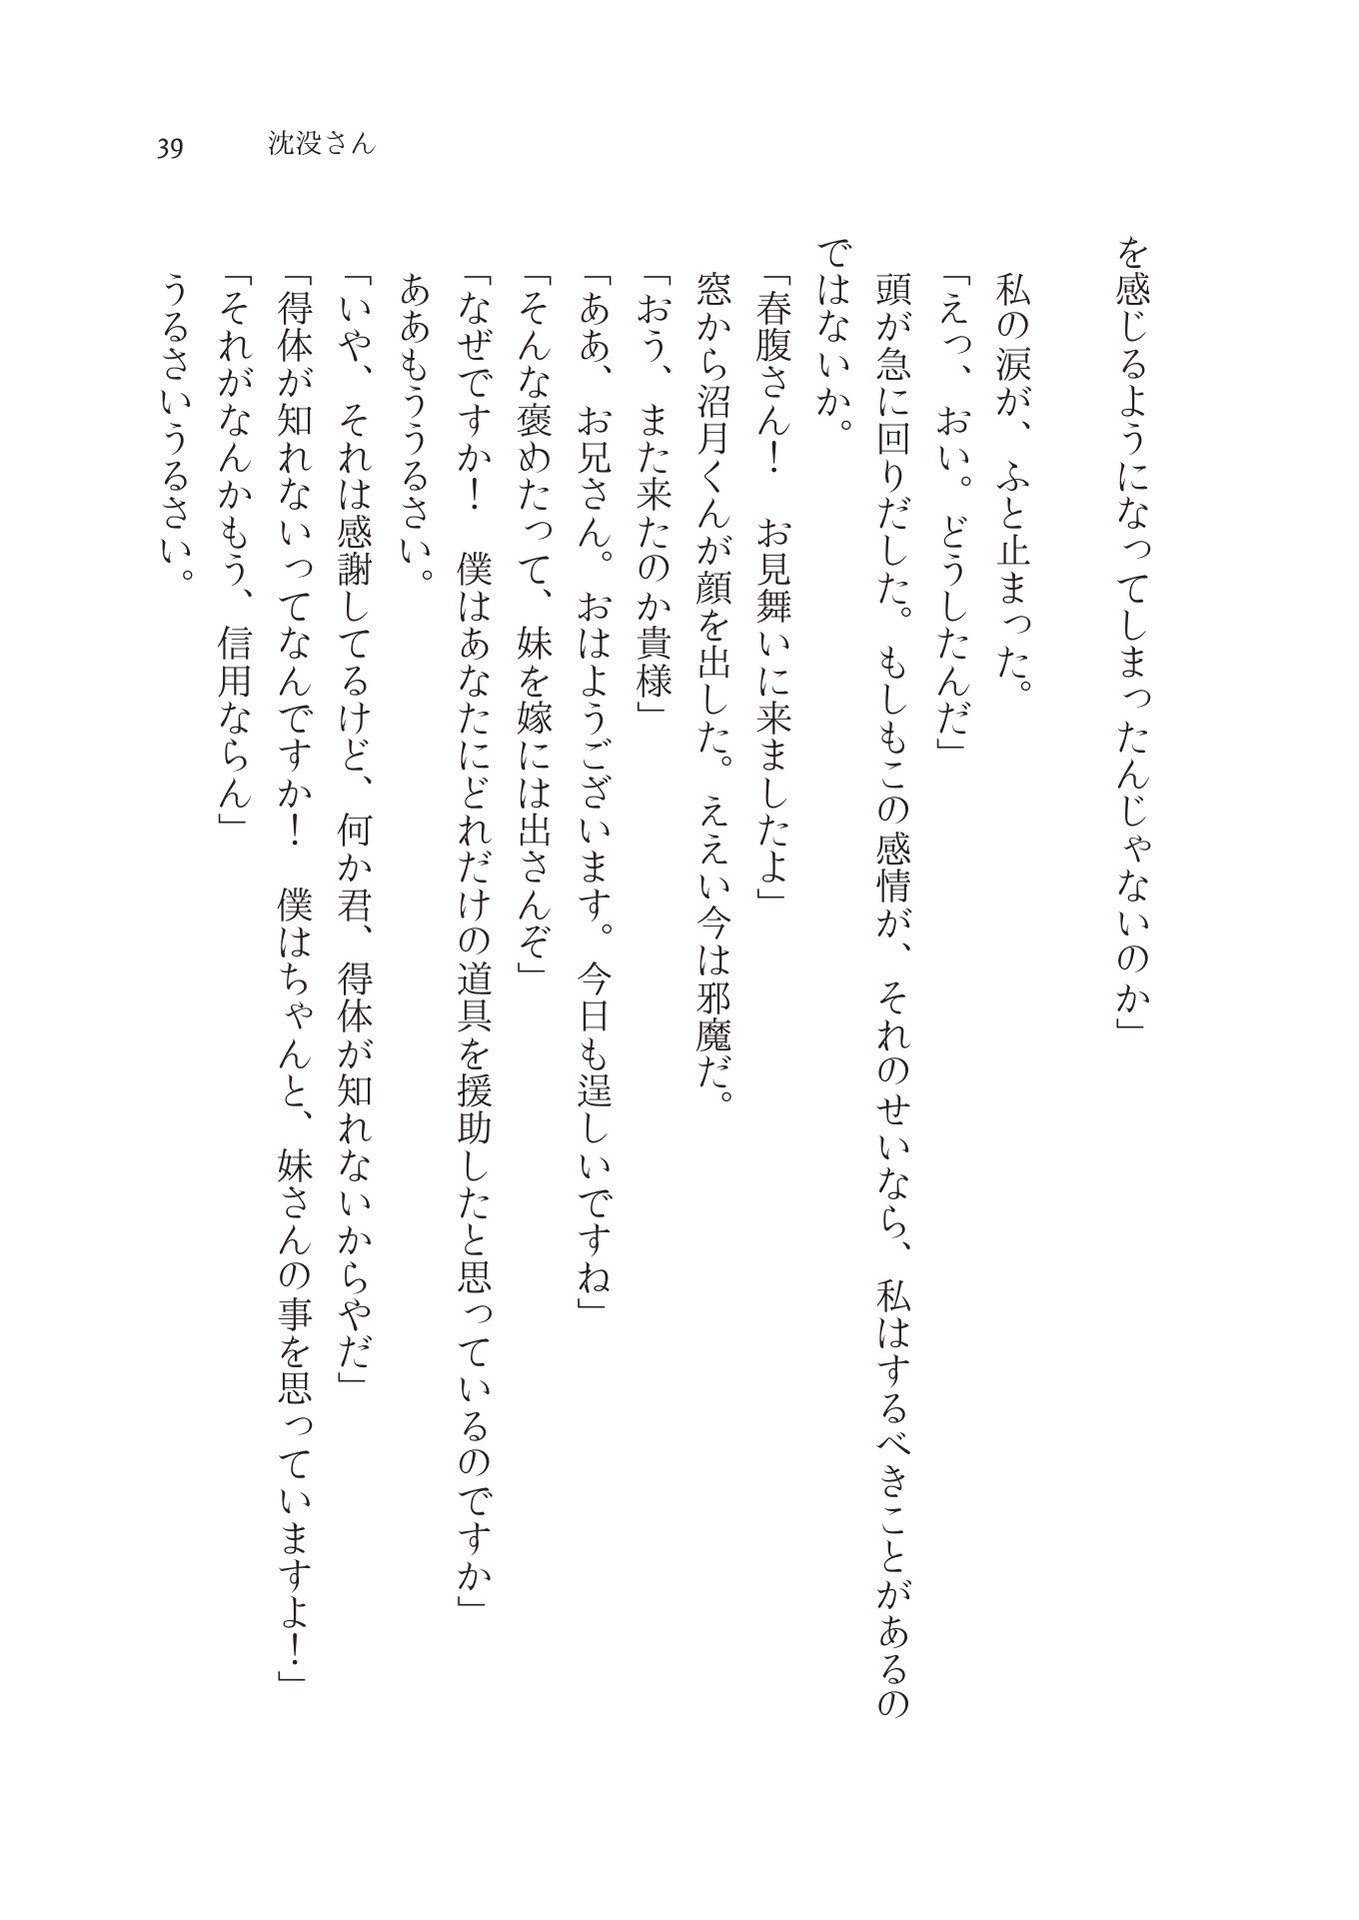 39
沈没さん
を感じるようになってしまったんじゃないのか」
私の涙が、ふと止まった。
「えっ、おい。どうしたんだ」
頭が急に回りだした。もしもこの感情が、それのせいなら、私はするべきことがあるの
ではないか。
「春腹さん！　お見舞いに来ましたよ」
窓から沼月くんが顔を出した。ええい今は邪魔だ。
「おう、また来たのか貴様」
「ああ、お兄さん。おはようございます。今日も逞しいですね」
「そんな褒めたって、妹を嫁には出さんぞ」
「なぜですか！　僕はあなたにどれだけの道具を援助したと思っているのですか」
ああもううるさい。
「いや、それは感謝してるけど、何か君、得体が知れないからやだ」
「得体が知れないってなんですか！　僕はちゃんと、妹さんの事を思っていますよ！」
「それがなんかもう、信用ならん」
うるさいうるさい。